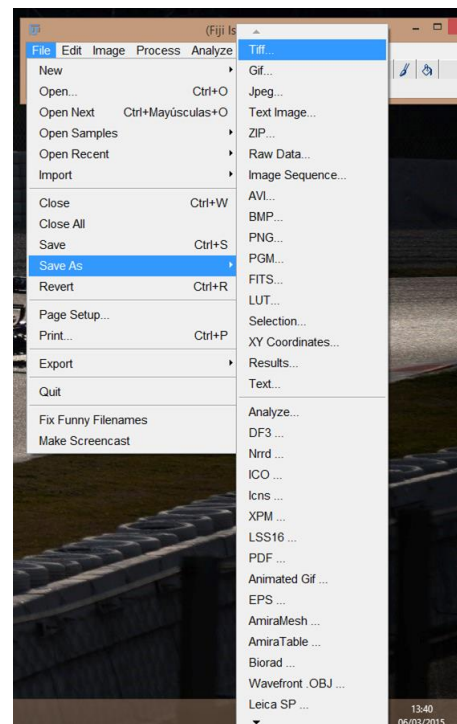 (Fiji Is
File Edit Image Process Analyze
New
Open... Ctrl+O
Open Next Ctrl+Mayúsculas+O
Open Samples
Open Recent
Import
Close Ctrl+W
Close All
Save Ctrl+S
Save As
Revert Ctrl+R
Page Setup...
Print... Ctrl+P
Export
Quit
Fix Funny Filenames
Make Screencast
Tiff...
Gif...
Jpeg...
Text Image...
ZIP...
Raw Data...
Image Sequence...
AVI...
BMP...
PNG...
PGM...
FITS...
LUT...
Selection...
XY Coordinates...
Results...
Text...
Analyze...
DF3 ...
Nrrd ...
ICO ...
Icns ...
XPM ...
LSS16 ...
PDF ...
Animated Gif ...
EPS ...
AmiraMesh ...
AmiraTable ...
Biorad ...
Wavefront .OBJ ...
Leica SP ...
13:40
06/03/2015